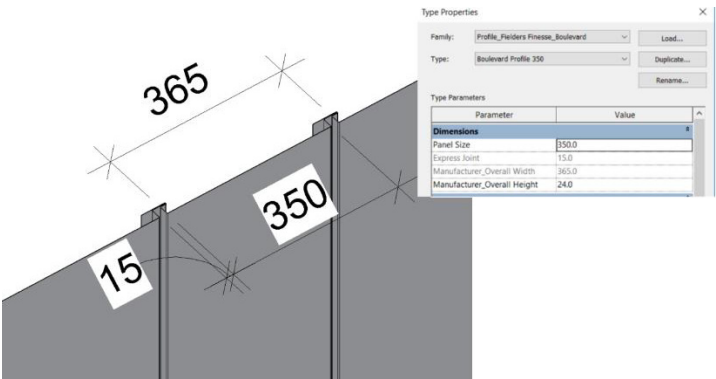 Type Properties
Family: Profile_Fielders Finesse_Boulevard Load...
Type: Boulevard Profile 350 Duplicate...
Rename...
Type Parameters
Parameter Value
Dimensions
Panel Size 350.0
Express Joint 15.0
Manufacturer_Overall Width 365.0
Manufacturer_Overall Height 24.0
365
350
15